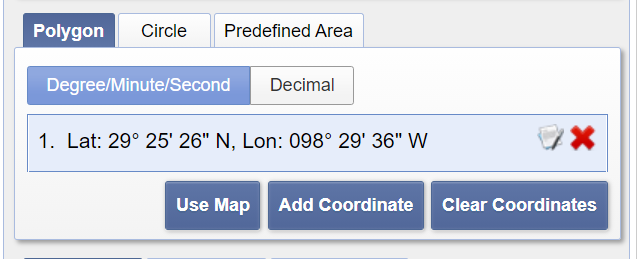 Polygon Circle Predefined Area
Degree/Minute/Second Decimal
1. Lat: 29° 25' 26" N, Lon: 098° 29' 36" W
Use Map Add Coordinate Clear Coordinates